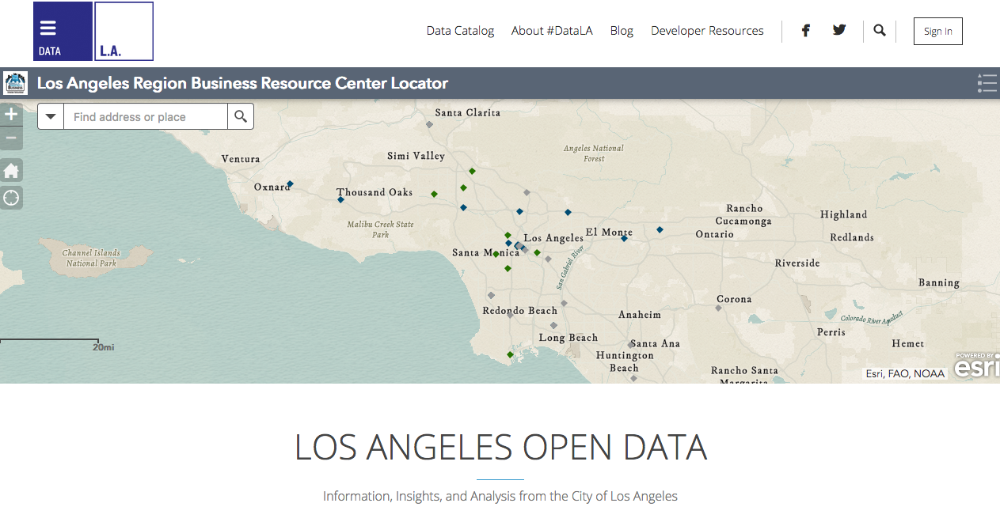 Data Catalog About #DataLA Blog Developer Resources Sign In
DATA L.A.
Los Angeles Region Business Resource Center Locator
Find address or place
Santa Clarita
Angeles National
Forest
Ventura
Simi Valley
Oxnard
Thousand Oaks
Malibu Creek State
Park
Rancho
Cucamonga
Highland
Los Angeles
El Monte
Ontario
Redlands
Channel Islands
National Park
Santa Monica
San Gabriel River
Riverside
Banning
Corona
Redondo Beach
Anaheim
Colorado River Aqueduct
Long Beach
Perris
Santa Ana
Hemet
20mi
Huntington
Beach
Rancho Santa
Margarita
Esri, FAO, NOAA
POWERED BY
esri
LOS ANGELES OPEN DATA
Information, Insights, and Analysis from the City of Los Angeles